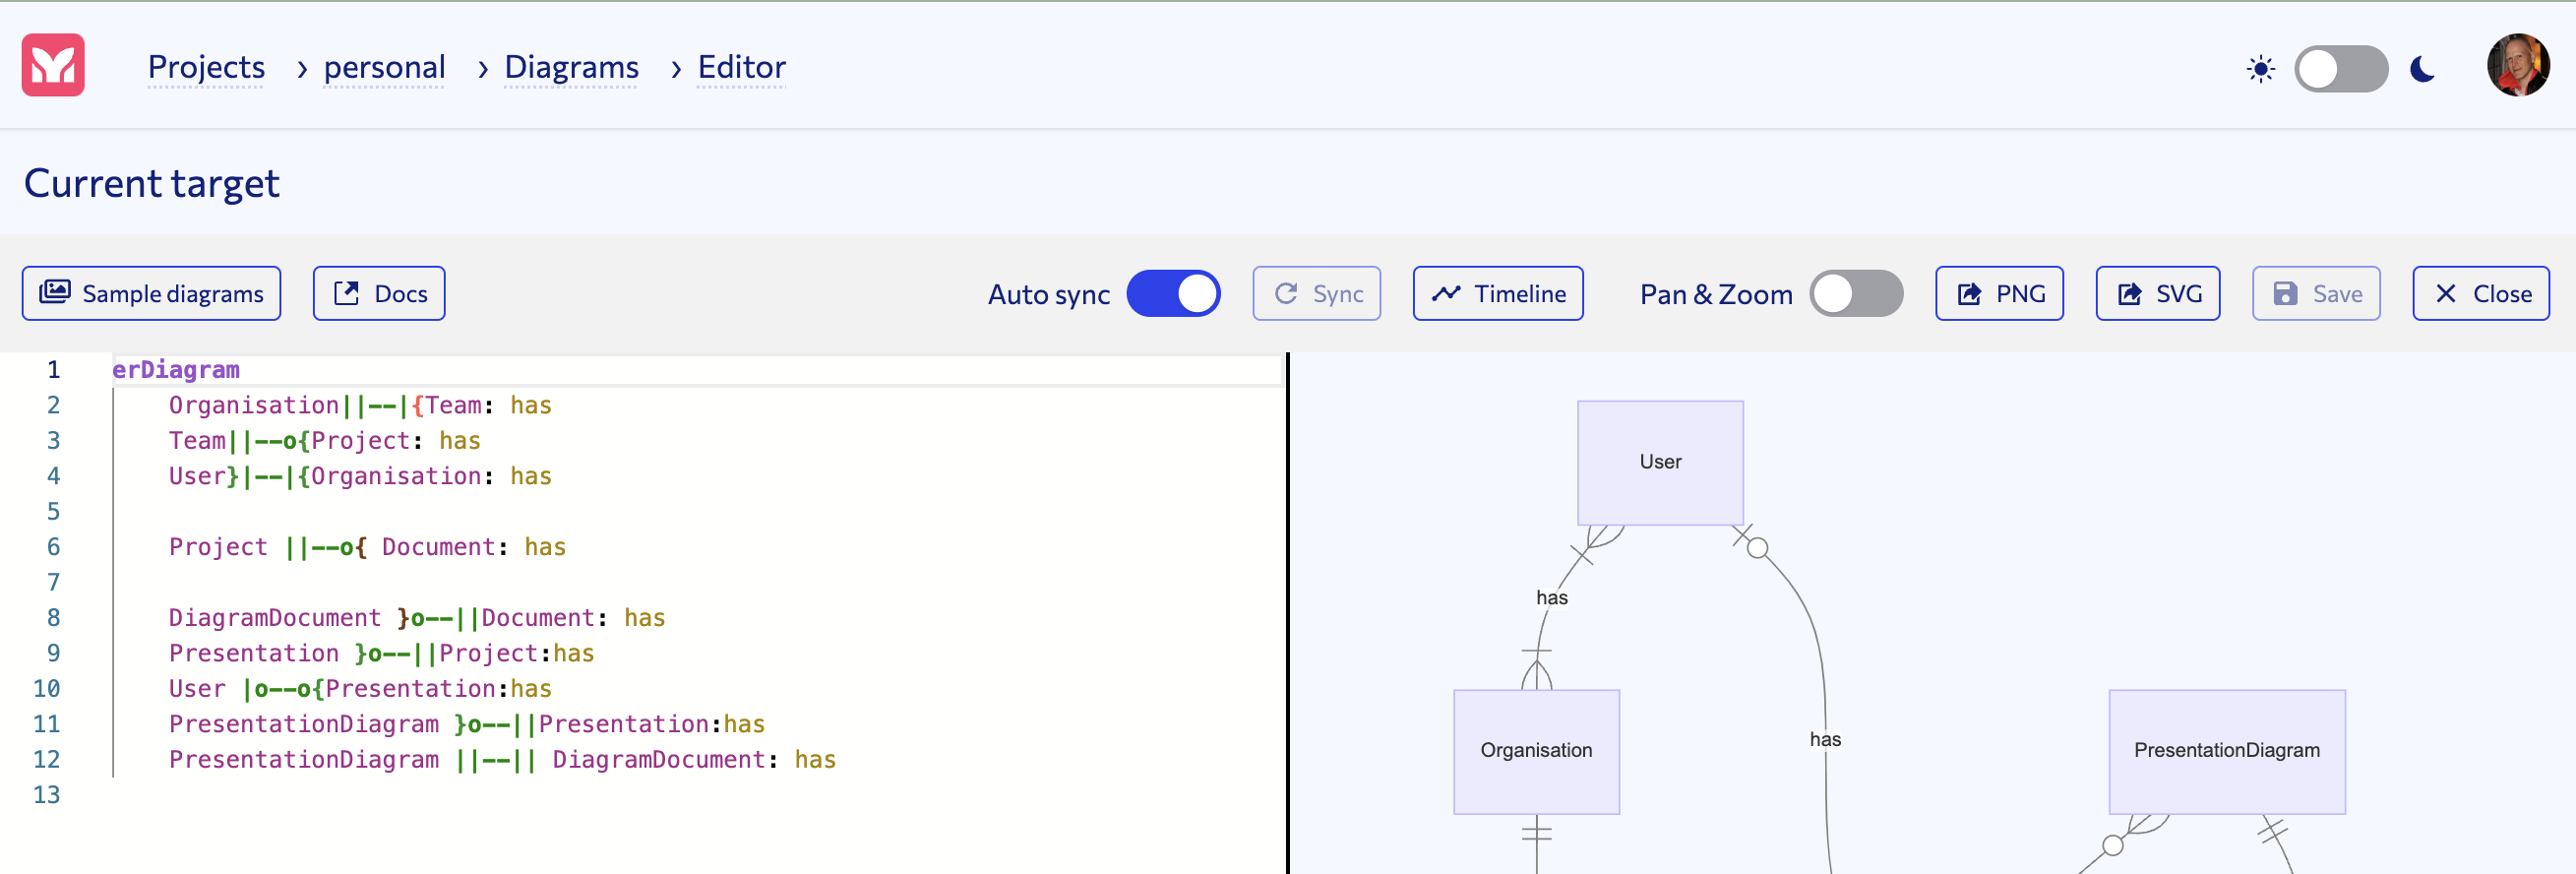 Projects › personal › Diagrams › Editor
Current target
Sample diagrams Docs Auto sync Sync Timeline Pan & Zoom PNG SVG Save Close
1 erDiagram
2 Organisation||--|{Team: has
3 Team||--o{Project: has
4 User}|--|{Organisation: has
5
6 Project ||--o{ Document: has
7
8 DiagramDocument }o--||Document: has
9 Presentation }o--||Project:has
10 User |o--o{Presentation:has
11 PresentationDiagram }o--||Presentation:has
12 PresentationDiagram ||--|| DiagramDocument: has
13
User
has
has
Organisation
PresentationDiagram